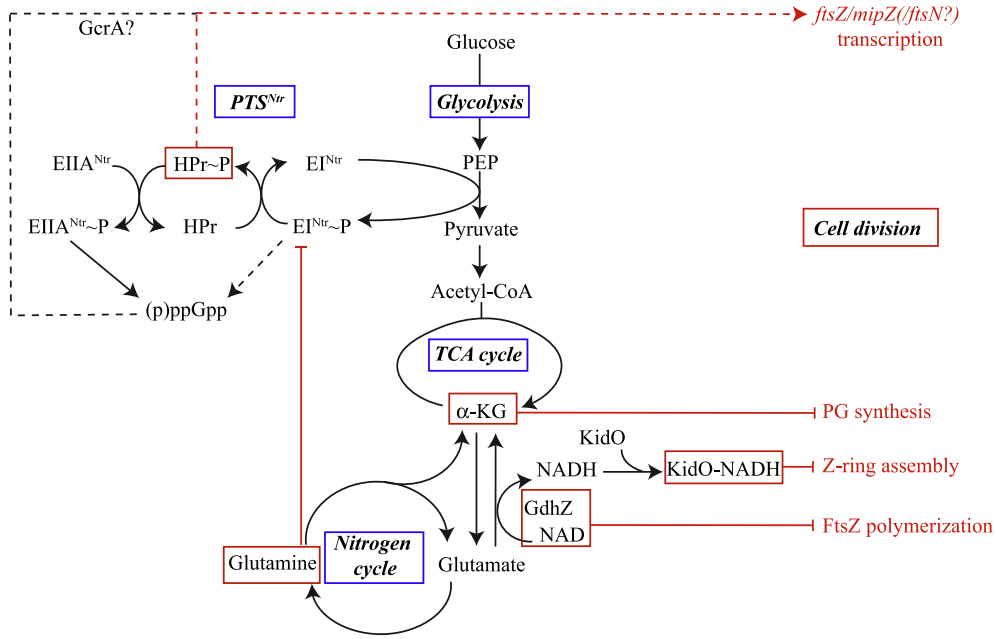 GcrA?
ftsZ/mipZ(/ftsN?)
transcription
Glucose
PTSᴺᵗʳ
Glycolysis
EIIAᴺᵗʳ
HPr~P
EIᴺᵗʳ
PEP
EIIAᴺᵗʳ~P
HPr
EIᴺᵗʳ~P
Pyruvate
Cell division
(p)ppGpp
Acetyl-CoA
TCA cycle
α-KG
PG synthesis
KidO
NADH
KidO-NADH
Z-ring assembly
GdhZ
NAD
FtsZ polymerization
Glutamine
Nitrogen
cycle
Glutamate